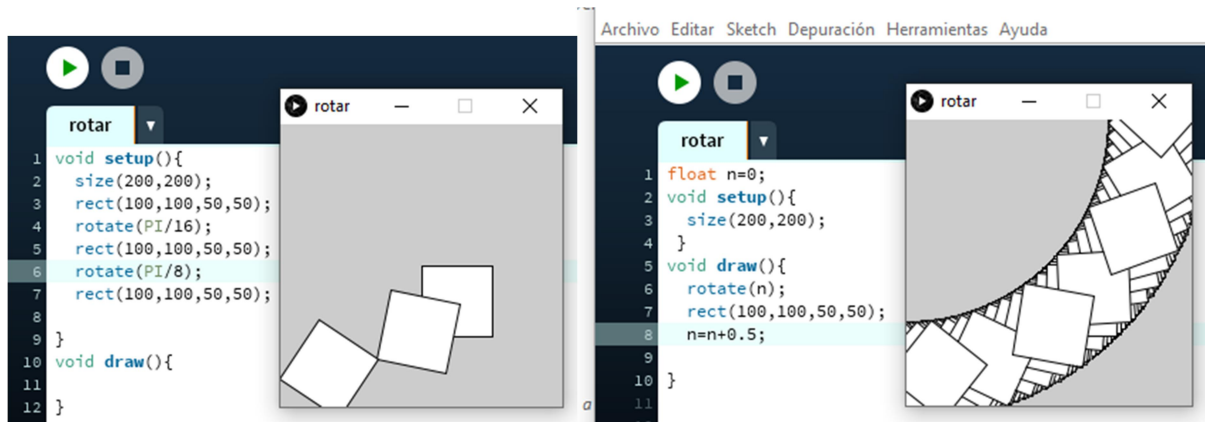 rotar
rotar
1 void setup(){
2 size(200,200);
3 rect(100,100,50,50);
4 rotate(PI/16);
5 rect(100,100,50,50);
6 rotate(PI/8);
7 rect(100,100,50,50);
8
9 }
10 void draw(){
11
12 }
a
Archivo Editar Sketch Depuración Herramientas Ayuda
rotar
rotar
1 float n=0;
2 void setup(){
3 size(200,200);
4 }
5 void draw(){
6 rotate(n);
7 rect(100,100,50,50);
8 n=n+0.5;
9
10 }
11